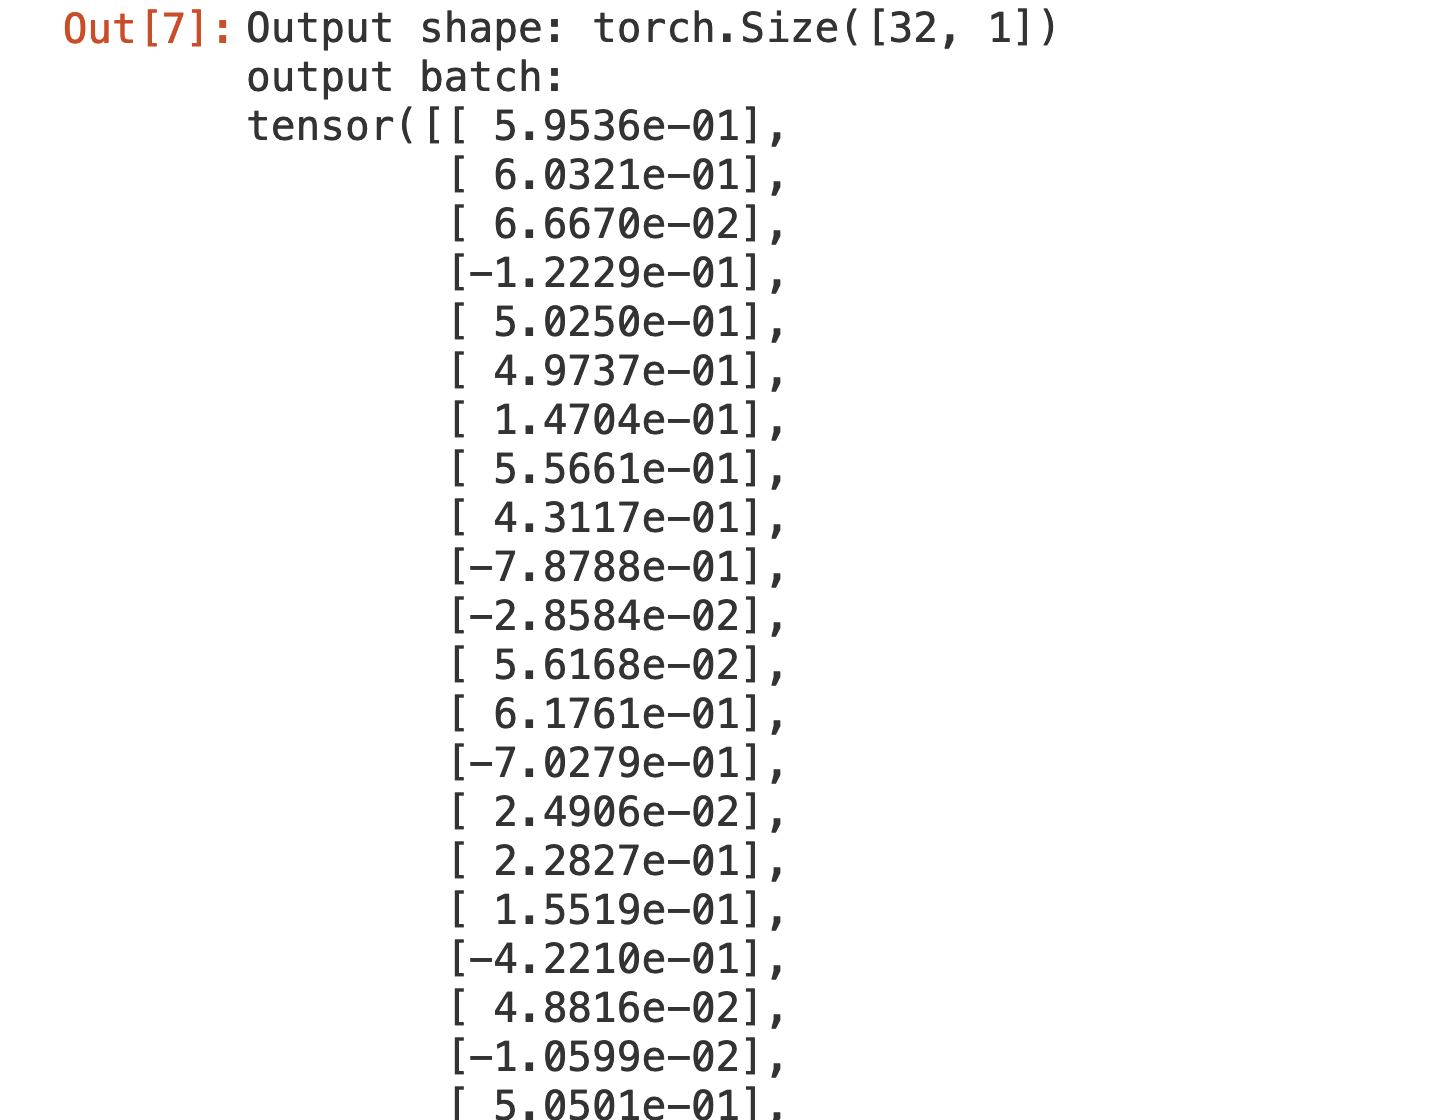 Out[7]: Output shape: torch.Size([32, 1])
output batch:
tensor([[ 5.9536e-01],
[ 6.0321e-01],
[ 6.6670e-02],
[-1.2229e-01],
[ 5.0250e-01],
[ 4.9737e-01],
[ 1.4704e-01],
[ 5.5661e-01],
[ 4.3117e-01],
[-7.8788e-01],
[-2.8584e-02],
[ 5.6168e-02],
[ 6.1761e-01],
[-7.0279e-01],
[ 2.4906e-02],
[ 2.2827e-01],
[ 1.5519e-01],
[-4.2210e-01],
[ 4.8816e-02],
[-1.0599e-02],
[ 5.0501e-01],